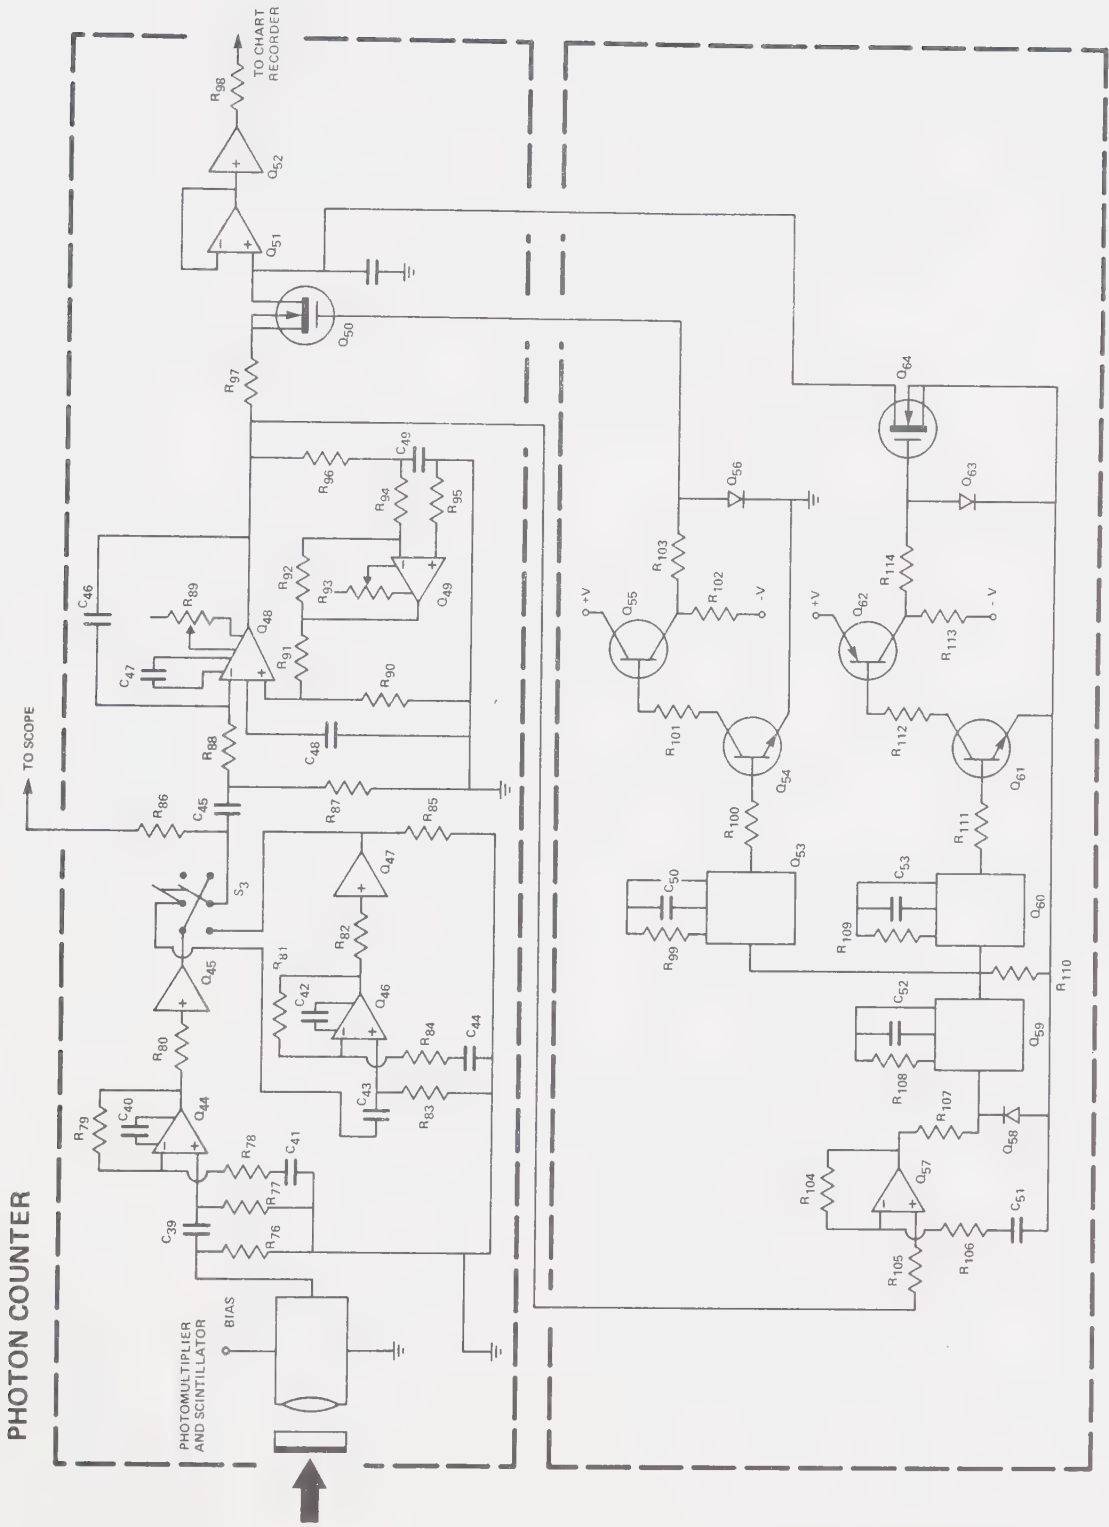 PHOTON COUNTER
PHOTOMULTIPLIER
AND SCINTILLATOR
BIAS
TO SCOPE
TO CHART
RECORDER
C39
R76
R77
R78
C41
R79
C40
Q44
R80
Q45
S3
R86
C45
R88
R87
R81
C42
Q46
R82
Q47
R85
C43
R83
R84
C44
C46
C47
R89
Q48
C48
R90
R91
R92
R93
Q49
R94
R95
C49
R96
R97
Q50
Q51
Q52
R98
R105
R104
Q57
R106
C51
R107
Q58
R108
C52
Q59
R110
R109
C53
Q60
R111
Q61
R112
Q62
+V
R113
- V
R114
Q63
Q64
R99
C50
Q53
R100
Q54
R101
Q55
+V
R102
-V
R103
Q56